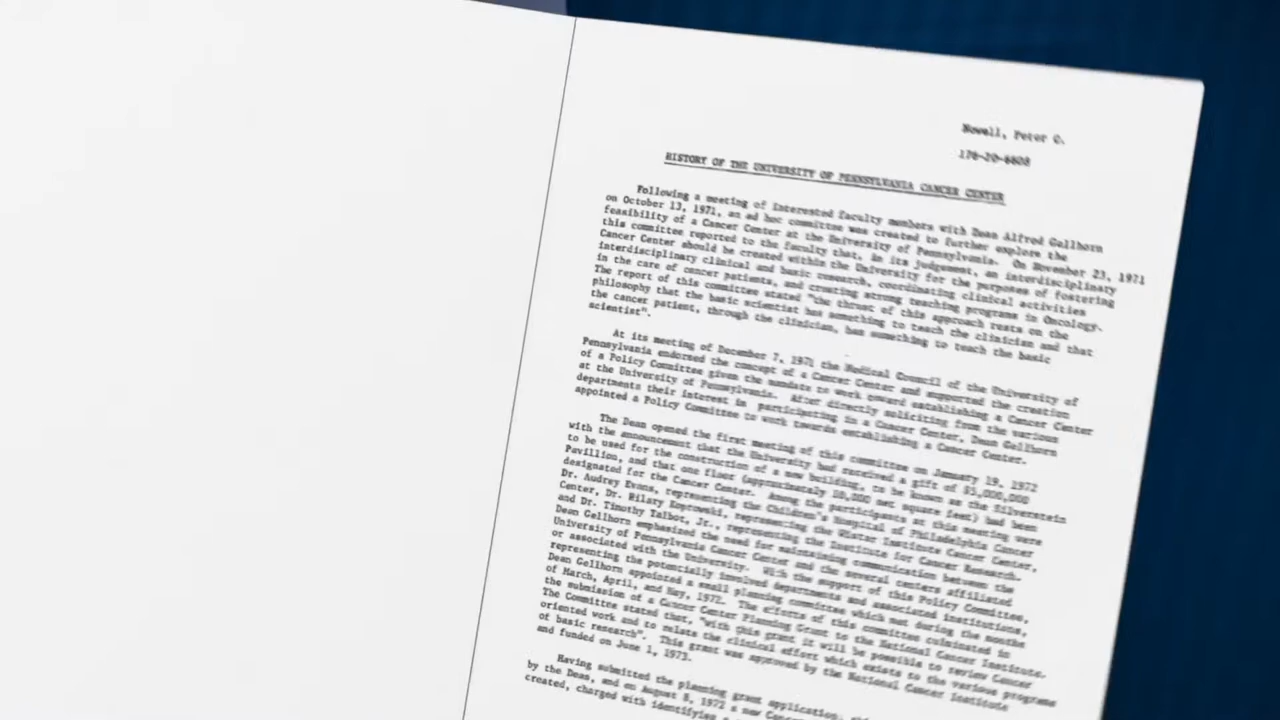 Nowell, Peter C.
HISTORY OF THE UNIVERSITY OF PENNSYLVANIA CANCER CENTER
Following a meeting of interested faculty members with Dean Alfred Gellhorn
on October 13, 1971, an ad hoc committee was created to further explore the
feasibility of a Cancer Center at the University of Pennsylvania. On November 23, 1971
this committee reported to the faculty that, in its judgement, an interdisciplinary
Cancer Center should be created within the University for the purposes of fostering
interdisciplinary clinical and basic research, coordinating clinical activities
in the care of cancer patients, and creating strong teaching programs in Oncology.
The report of this committee stated "the thrust of this approach rests on the
philosophy that the basic scientist has something to teach the clinician and that
the cancer patient, through the clinician, has something to teach the basic
scientist".
At its meeting of December 7, 1971 the Medical Council of the University of
Pennsylvania endorsed the concept of a Cancer Center and supported the creation
of a Policy Committee given the mandate to work toward establishing a Cancer Center
at the University of Pennsylvania. After directly soliciting from the various
departments their interest in participating in a Cancer Center, Dean Gellhorn
appointed a Policy Committee to work towards establishing a Cancer Center.
The Dean opened the first meeting of this committee on January 19, 1972
with the announcement that the University had received a gift of $5,000,000
to be used for the construction of a new building, to be known as the Silverstein
Pavillion, and that one floor (approximately 10,000 net square feet) had been
designated for the Cancer Center. Among the participants at this meeting were
Dr. Audrey Evans, representing the Children's Hospital of Philadelphia Cancer
Center, Dr. Hilary Koprowski, representing the Wistar Institute Cancer Center,
and Dr. Timothy Talbot, Jr., representing the Institute for Cancer Research.
Dean Gellhorn emphasized the need for maintaining communication between the
University of Pennsylvania Cancer Center and the several centers affiliated
or associated with the University. With the support of this Policy Committee,
representing the potentially involved departments and associated institutions,
Dean Gellhorn appointed a small planning committee which met during the months
of March, April, and May, 1972. The efforts of this committee culminated in
the submission of a Cancer Center Planning Grant to the National Cancer Institute.
The Committee stated that, "with this grant it will be possible to review Cancer
oriented work and to relate the clinical effort which exists to the various programs
of basic research". This grant was approved by the National Cancer Institute
and funded on June 1, 1973.
Having submitted the planning grant application,
by the Dean, and on August 8, 1972 a new Cancer
created, charged with identifying a